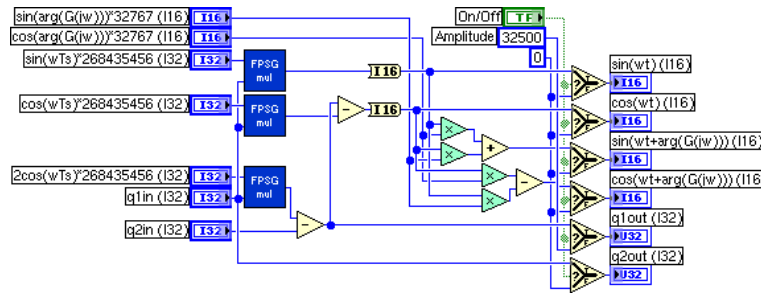 sin(arg(G(jw)))*32767 (I16) I16
cos(arg(G(jw)))*32767 (I16) I16
sin(wTs)*268435456 (I32) I32
cos(wTs)*268435456 (I32) I32
2cos(wTs)*268435456 (I32) I32
q1in (I32) I32
q2in (I32) I32
FPSG
mul
FPSG
mul
FPSG
mul
I16
I16
On/Off TF
Amplitude 32500
0
sin(wt) (I16)
I16
cos(wt) (I16)
I16
sin(wt+arg(G(jw))) (I16)
I16
cos(wt+arg(G(jw))) (I16)
I16
q1out (I32)
U32
q2out (I32)
U32